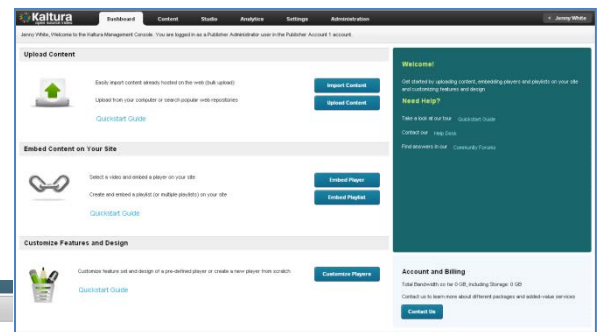 Kaltura
open source video
Dashboard Content Studio Analytics Settings Administration
Jenny White
Jenny White, Welcome to the Kaltura Management Console. You are logged in as a Publisher Administrator user in the Publisher Account 1 account.
Upload Content
Easily import content already hosted on the web (bulk upload)
Import Content
Upload from your computer or search popular web repositories
Upload Content
Quickstart Guide
Embed Content on Your Site
Select a video and embed a player on your site
Embed Player
Create and embed a playlist (or multiple playlists) on your site
Embed Playlist
Quickstart Guide
Customize Features and Design
Customize feature set and design of a pre-defined player or create a new player from scratch
Customize Players
Quickstart Guide
Welcome!
Get started by uploading content, embedding players and playlists on your site
and customizing features and design
Need Help?
Take a look at our four Quickstart Guide
Contact our Help Desk
Find answers in our Community Forums
Account and Billing
Total Bandwidth so far 0 GB, including Storage: 0 GB
Contact us to learn more about different packages and added-value services
Contact Us